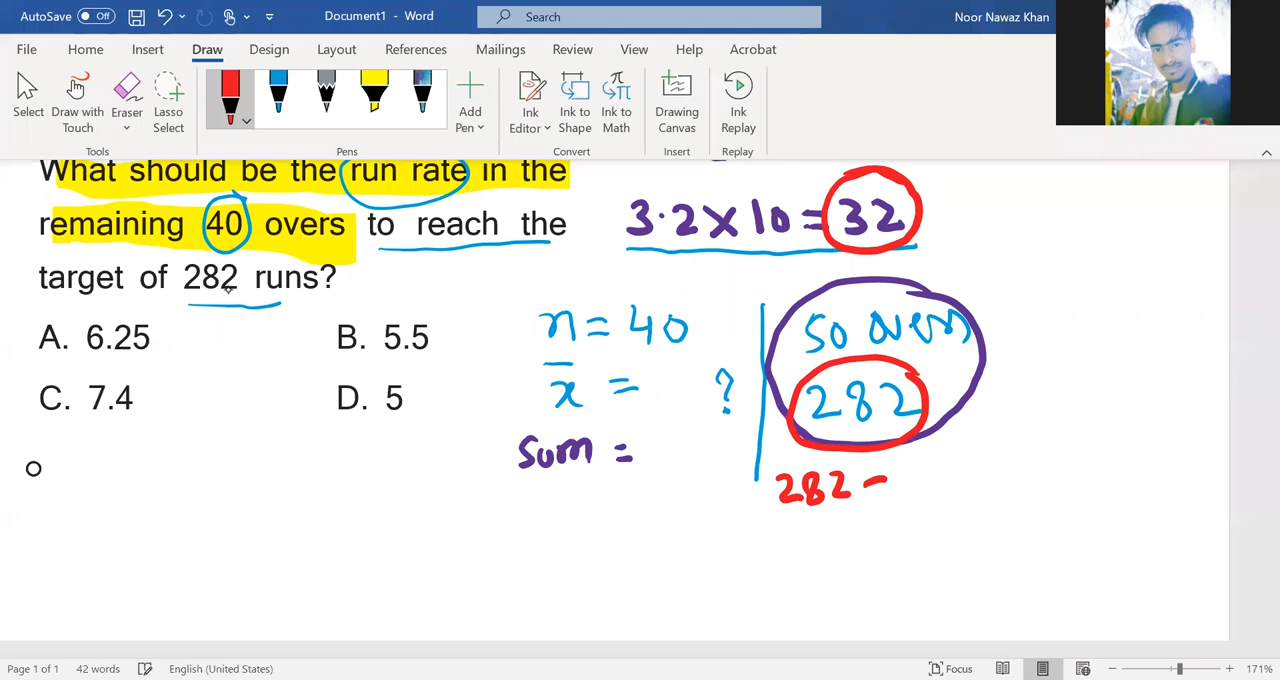 AutoSave Off Document1 - Word Search Noor Nawaz Khan
File Home Insert Draw Design Layout References Mailings Review View Help Acrobat
Select Draw with Touch Eraser Lasso Select Add Pen Ink Editor Ink to Shape Ink to Math Drawing Canvas Ink Replay
Tools Pens Convert Insert Replay
What should be the run rate in the
remaining 40 overs to reach the
target of 282 runs?
A. 6.25 B. 5.5
C. 7.4 D. 5
3.2 x 10 = 32
n = 40
x̄ = ?
Sum =
50 overs
282
282 -
Page 1 of 1 42 words English (United States) Focus 171%